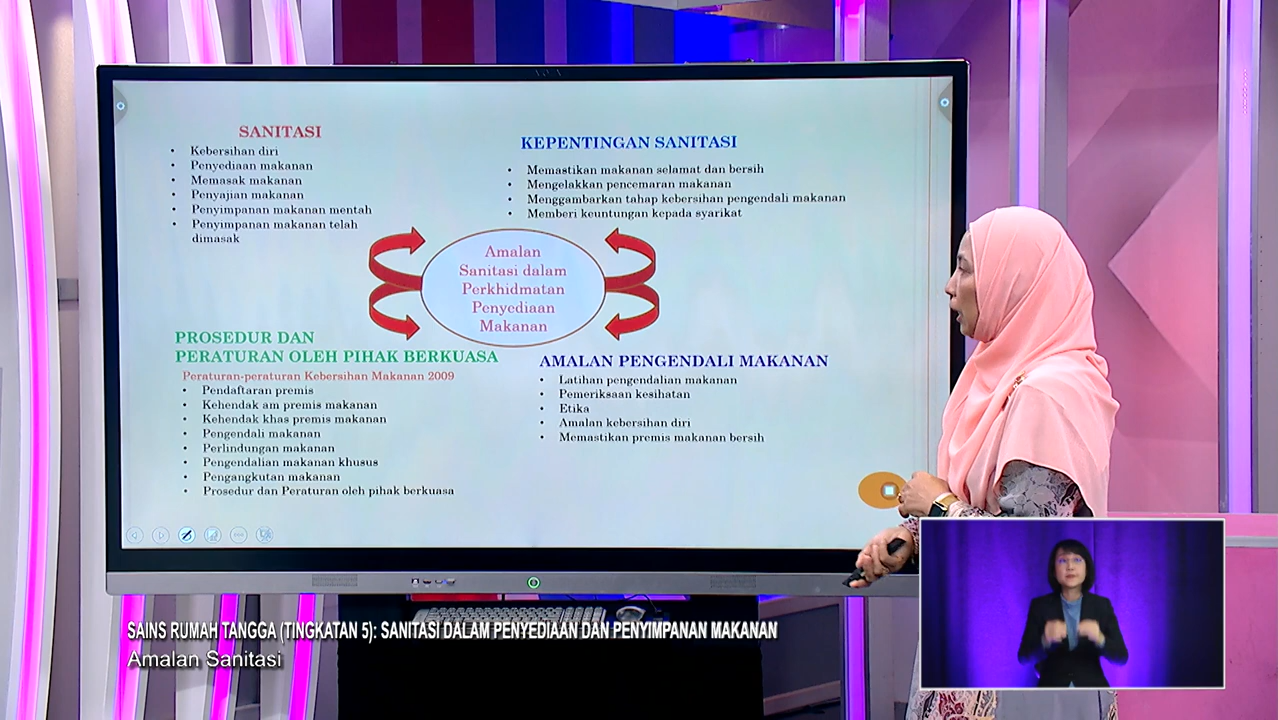 SANITASI
• Kebersihan diri
• Penyediaan makanan
• Memasak makanan
• Penyajian makanan
• Penyimpanan makanan mentah
• Penyimpanan makanan telah
dimasak
KEPENTINGAN SANITASI
• Memastikan makanan selamat dan bersih
• Mengelakkan pencemaran makanan
• Menggambarkan tahap kebersihan pengendali makanan
• Memberi keuntungan kepada syarikat
Amalan
Sanitasi dalam
Perkhidmatan
Penyediaan
Makanan
PROSEDUR DAN
PERATURAN OLEH PIHAK BERKUASA
Peraturan-peraturan Kebersihan Makanan 2009
• Pendaftaran premis
• Kehendak am premis makanan
• Kehendak khas premis makanan
• Pengendali makanan
• Perlindungan makanan
• Pengendalian makanan khusus
• Pengangkutan makanan
• Prosedur dan Peraturan oleh pihak berkuasa
AMALAN PENGENDALI MAKANAN
• Latihan pengendalian makanan
• Pemeriksaan kesihatan
• Etika
• Amalan kebersihan diri
• Memastikan premis makanan bersih
SAINS RUMAH TANGGA (TINGKATAN 5): SANITASI DALAM PENYEDIAAN DAN PENYIMPANAN MAKANAN
Amalan Sanitasi